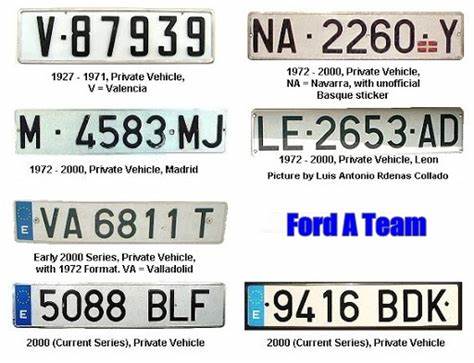 V·87939
1927 - 1971, Private Vehicle,
V = Valencia
NA·2260·Y
1972 - 2000, Private Vehicle,
NA = Navarra, with unofficial
Basque sticker
M·4583 MJ
1972 - 2000, Private Vehicle, Madrid
LE·2653·AD
1972 - 2000, Private Vehicle, Leon
Picture by Luis Antonio Rdenas Collado
E VA 6811 T
Early 2000 Series, Private Vehicle,
with 1972 Format. VA = Valladolid
Ford A Team
E 5088 BLF
2000 (Current Series), Private Vehicle
E 9416 BDK
2000 (Current Series), Private Vehicle